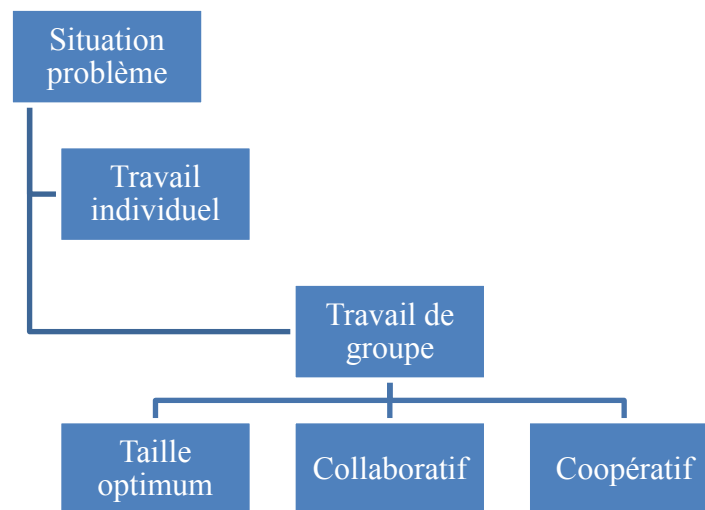 Situation
problème
Travail
individuel
Travail de
groupe
Taille
optimum
Collaboratif
Coopératif